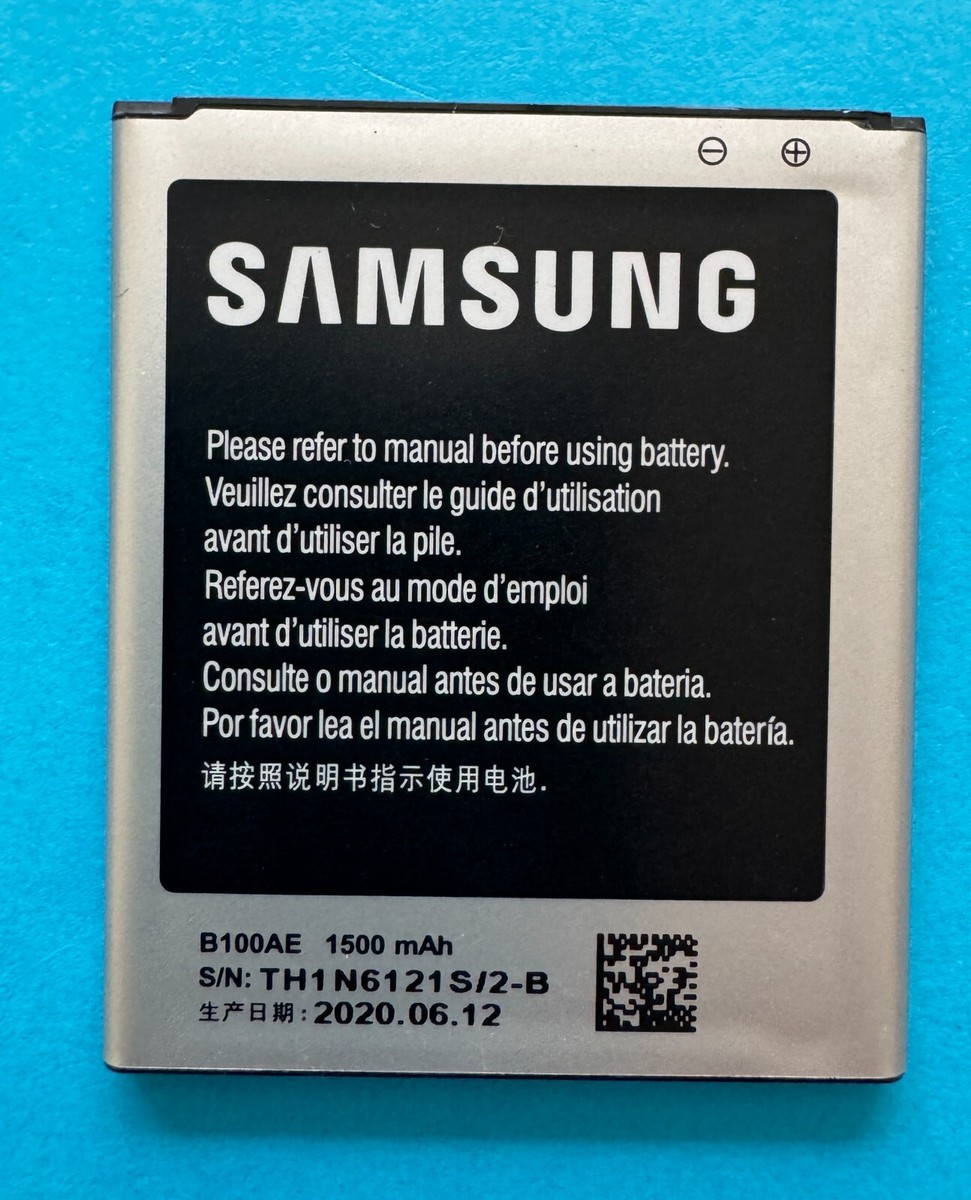 SAMSUNG
Please refer to manual before using battery.
Veuillez consulter le guide d'utilisation
avant d'utiliser la pile.
Referez-vous au mode d'emploi
avant d'utiliser la batterie.
Consulte o manual antes de usar a bateria.
Por favor lea el manual antes de utilizar la batería.
请按照说明书指示使用电池.
B100AE 1500 mAh
S/N: TH1N6121S/2-B
生产日期: 2020.06.12